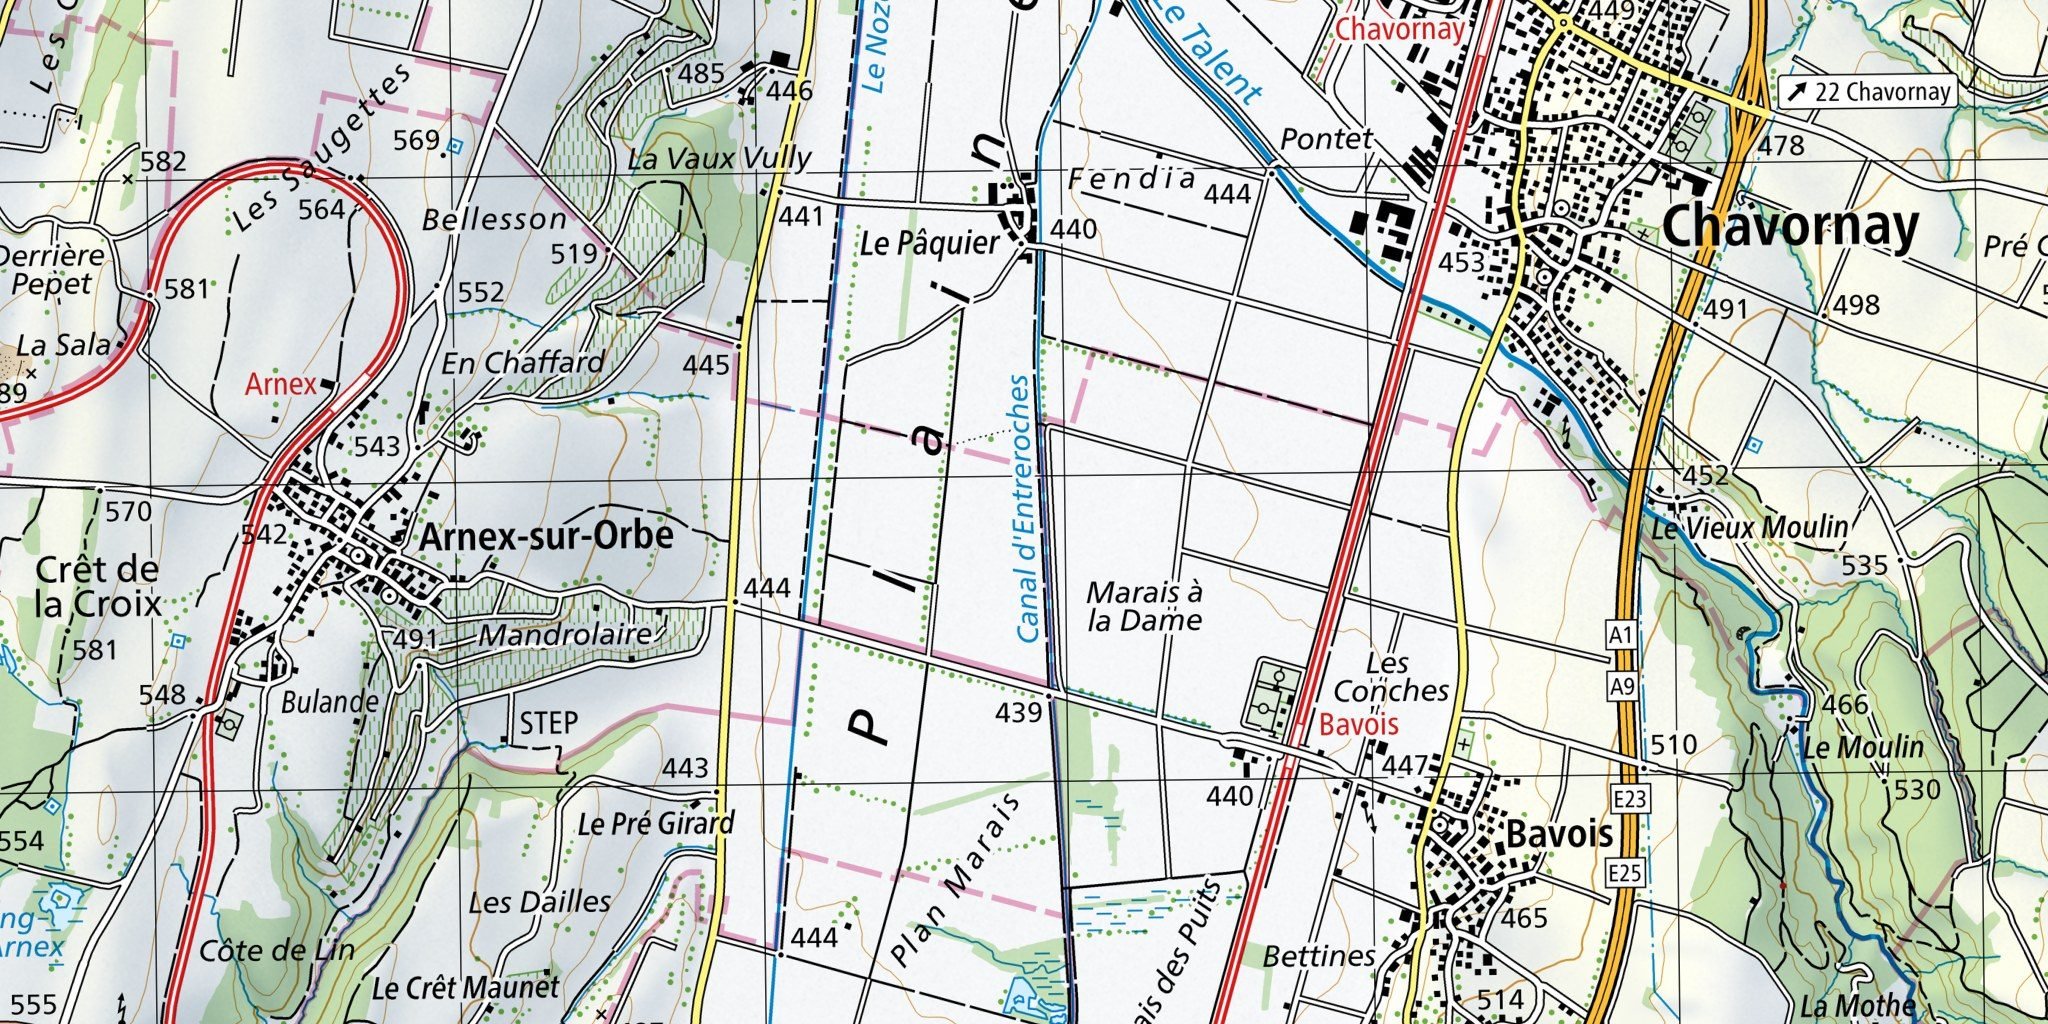 Les
449
Chavornay
Le Talent
Le Noz
485
446
Les Saugettes
22 Chavornay
569
582
La Vaux Vully
n
Pontet
478
Fendia
444
564
Bellesson
441
440
Chavornay
Derrière
Pepet
519
Le Pâquier
453
Pré
581
552
i
491
498
La Sala
En Chaffard
445
89
Arnex
Canal d'Entreroches
543
a
452
570
542
Arnex-sur-Orbe
Le Vieux Moulin
535
Crêt de
la Croix
l
444
Marais à
la Dame
581
491
Mandrolaire
A1
Les
Conches
A9
548
Bulande
STEP
P
439
Bavois
466
510
Le Moulin
443
447
440
530
E23
Le Pré Girard
Bavois
554
Plan Marais
E25
Les Dailles
ais des Puits
465
ng-
Arnex
Côte de Lin
444
Bettines
Le Crêt Maunet
555
514
La Mothe